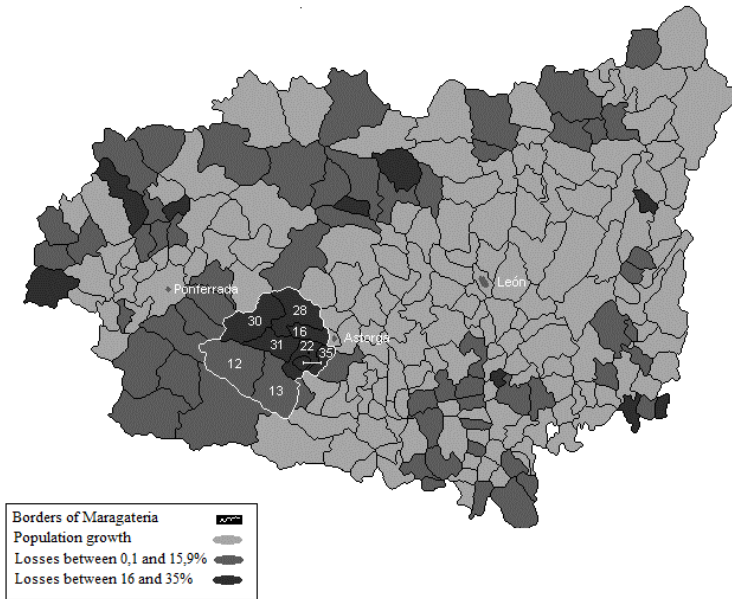 León
Ponferrada
28
30
16
Astorga
31
22
35
12
13
Borders of Maragateria
Population growth
Losses between 0,1 and 15,9%
Losses between 16 and 35%